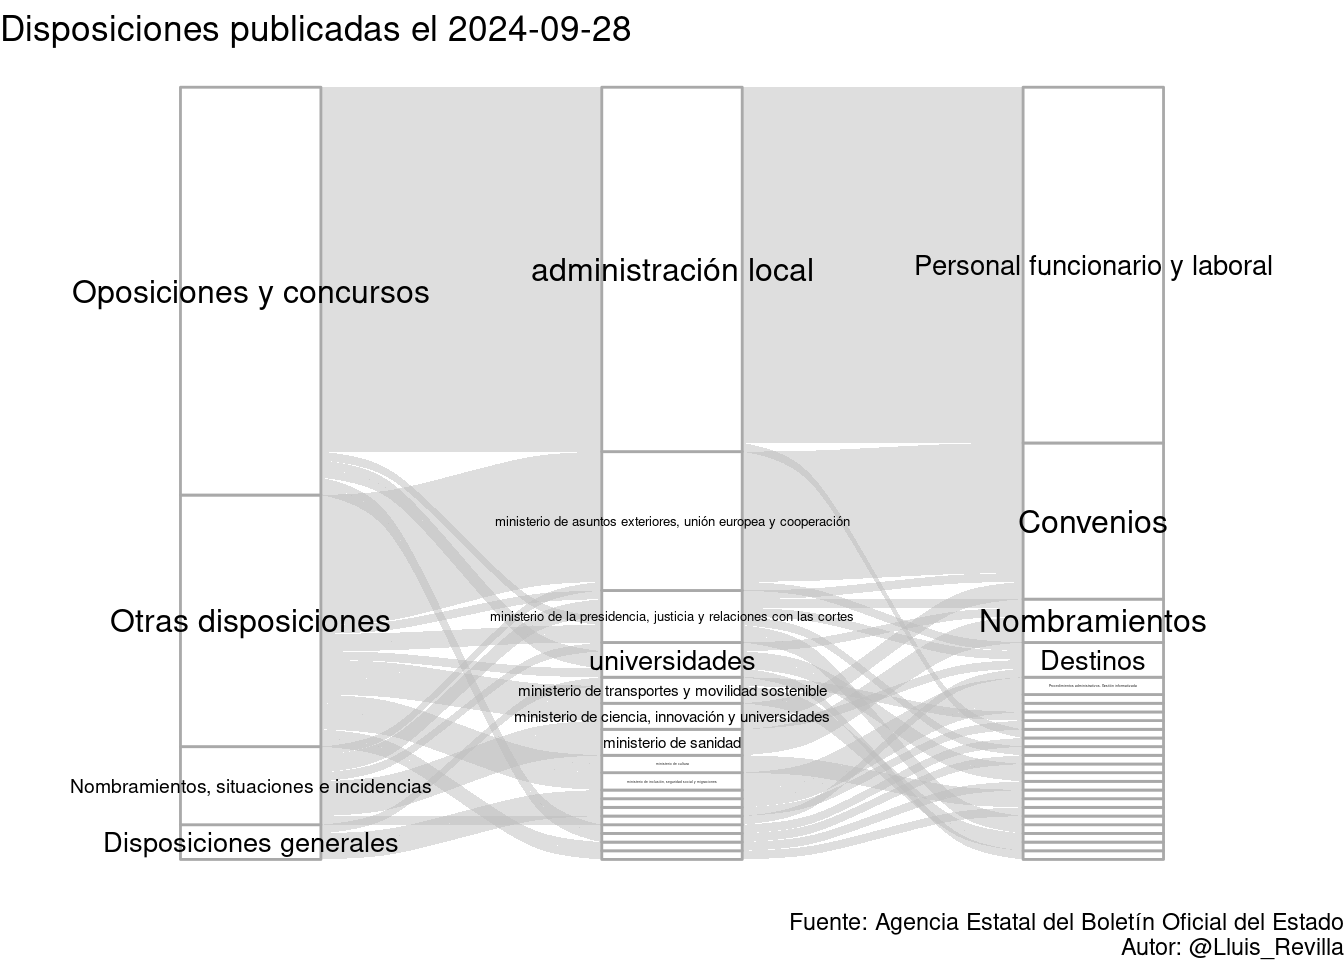 Disposiciones publicadas el 2024-09-28
Oposiciones y concursos
Otras disposiciones
Nombramientos, situaciones e incidencias
Disposiciones generales
administración local
ministerio de asuntos exteriores, unión europea y cooperación
ministerio de la presidencia, justicia y relaciones con las cortes
universidades
ministerio de transportes y movilidad sostenible
ministerio de ciencia, innovación y universidades
ministerio de sanidad
ministerio de cultura
ministerio de inclusión, seguridad social y migraciones
Personal funcionario y laboral
Convenios
Nombramientos
Destinos
Procedimientos administrativos. Gestión informatizada
Fuente: Agencia Estatal del Boletín Oficial del Estado
Autor: @Lluis_Revilla